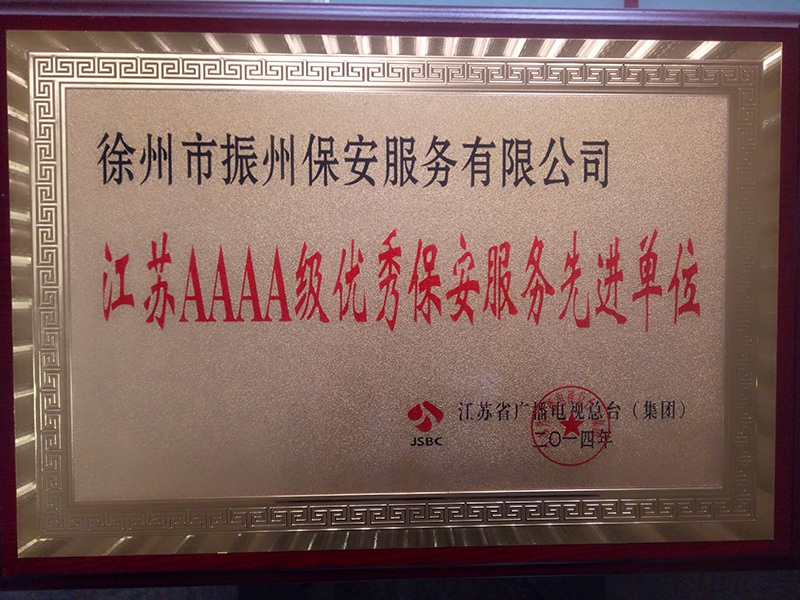 徐州市振州保安服务有限公司
江苏AAAA级优秀保安服务先进单位
JSBC
江苏省广播电视总台（集团）
二〇一四年